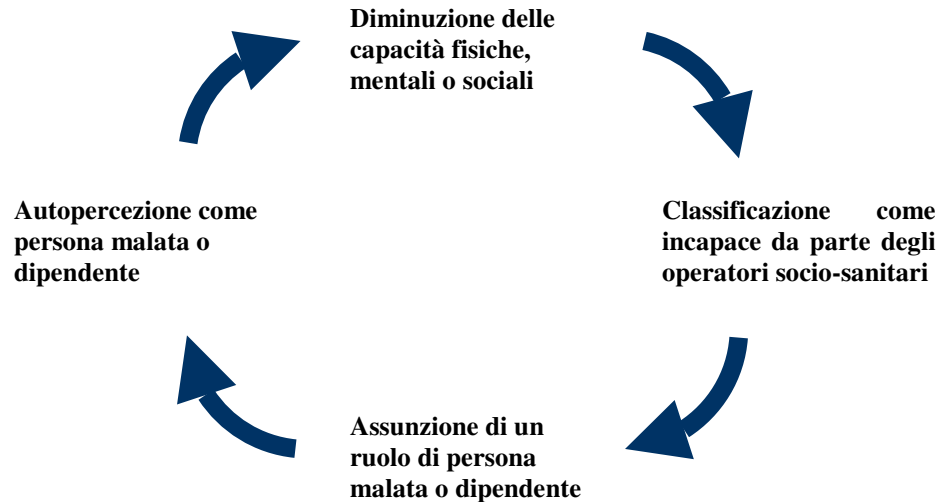 Diminuzione delle
capacità fisiche,
mentali o sociali
Classificazione come
incapace da parte degli
operatori socio-sanitari
Assunzione di un
ruolo di persona
malata o dipendente
Autopercezione come
persona malata o
dipendente